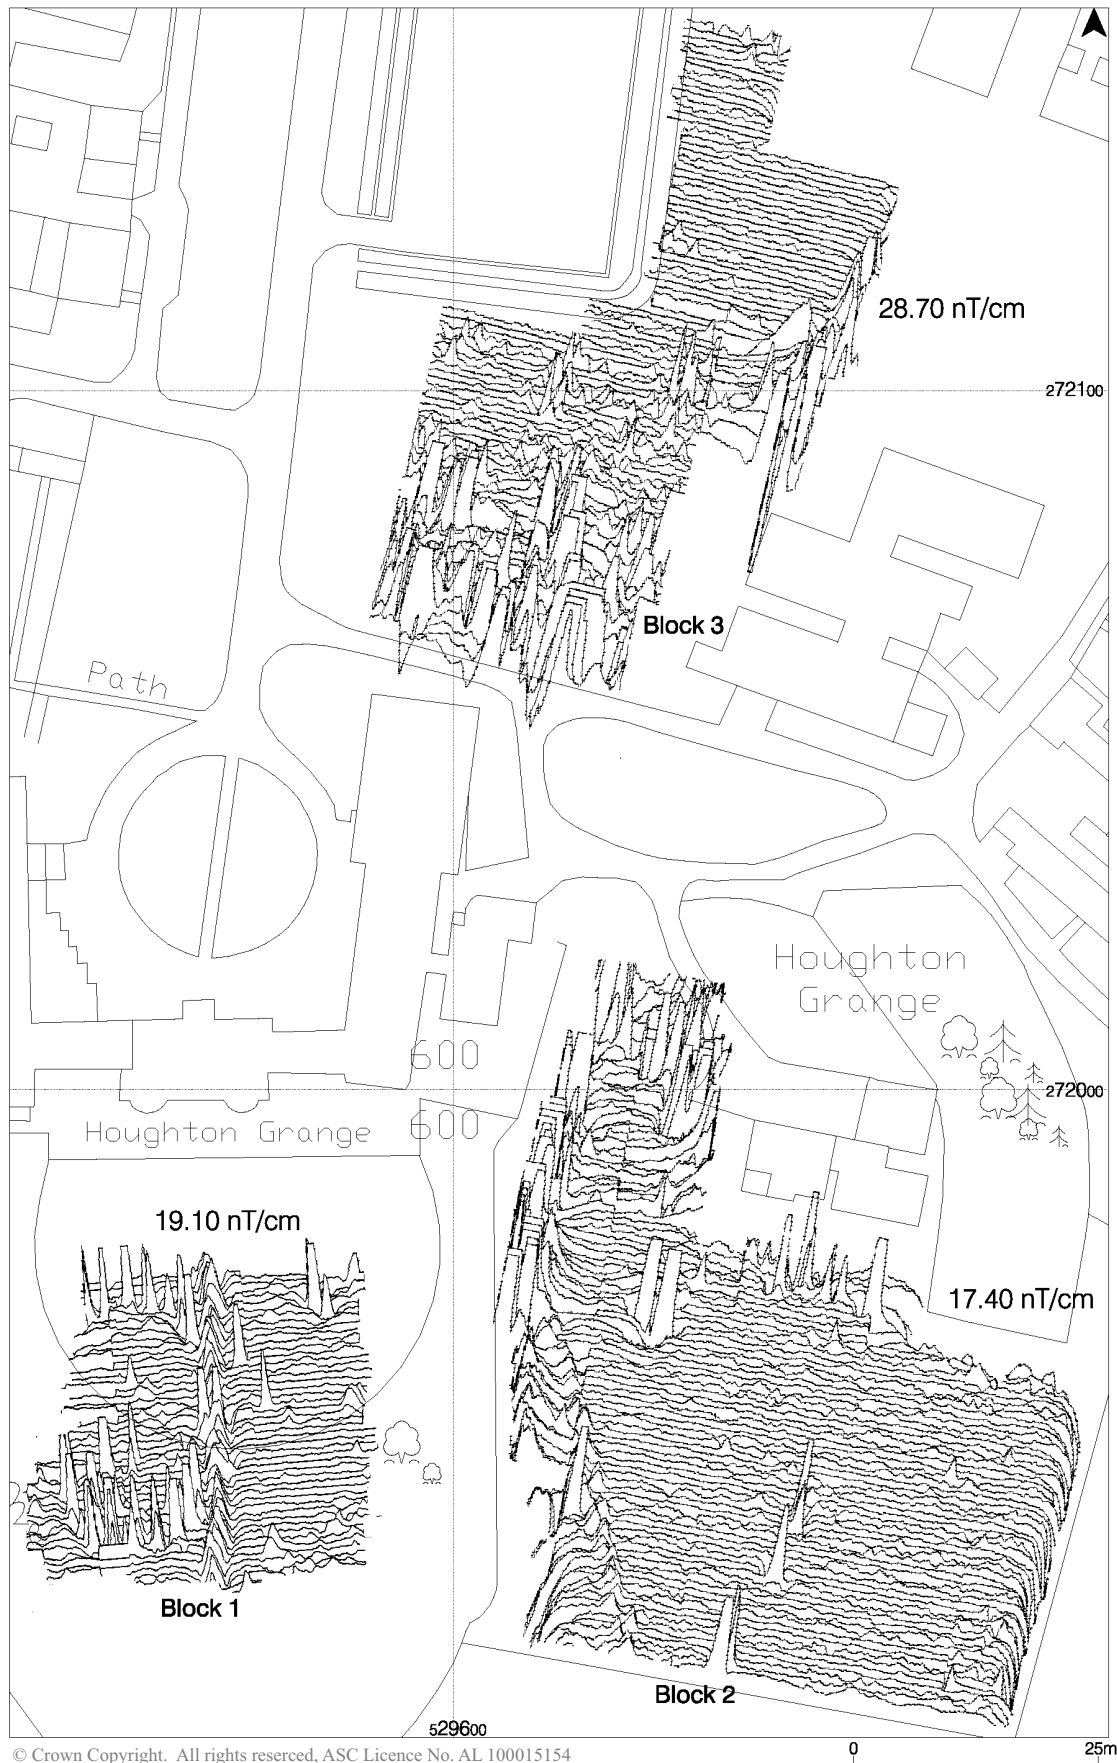 28.70 nT/cm
272100
Block 3
Path
Houghton
Grange
600
272000
600
Houghton Grange
19.10 nT/cm
17.40 nT/cm
Block 1
Block 2
529600
0
25m
© Crown Copyright. All rights reserced, ASC Licence No. AL 100015154